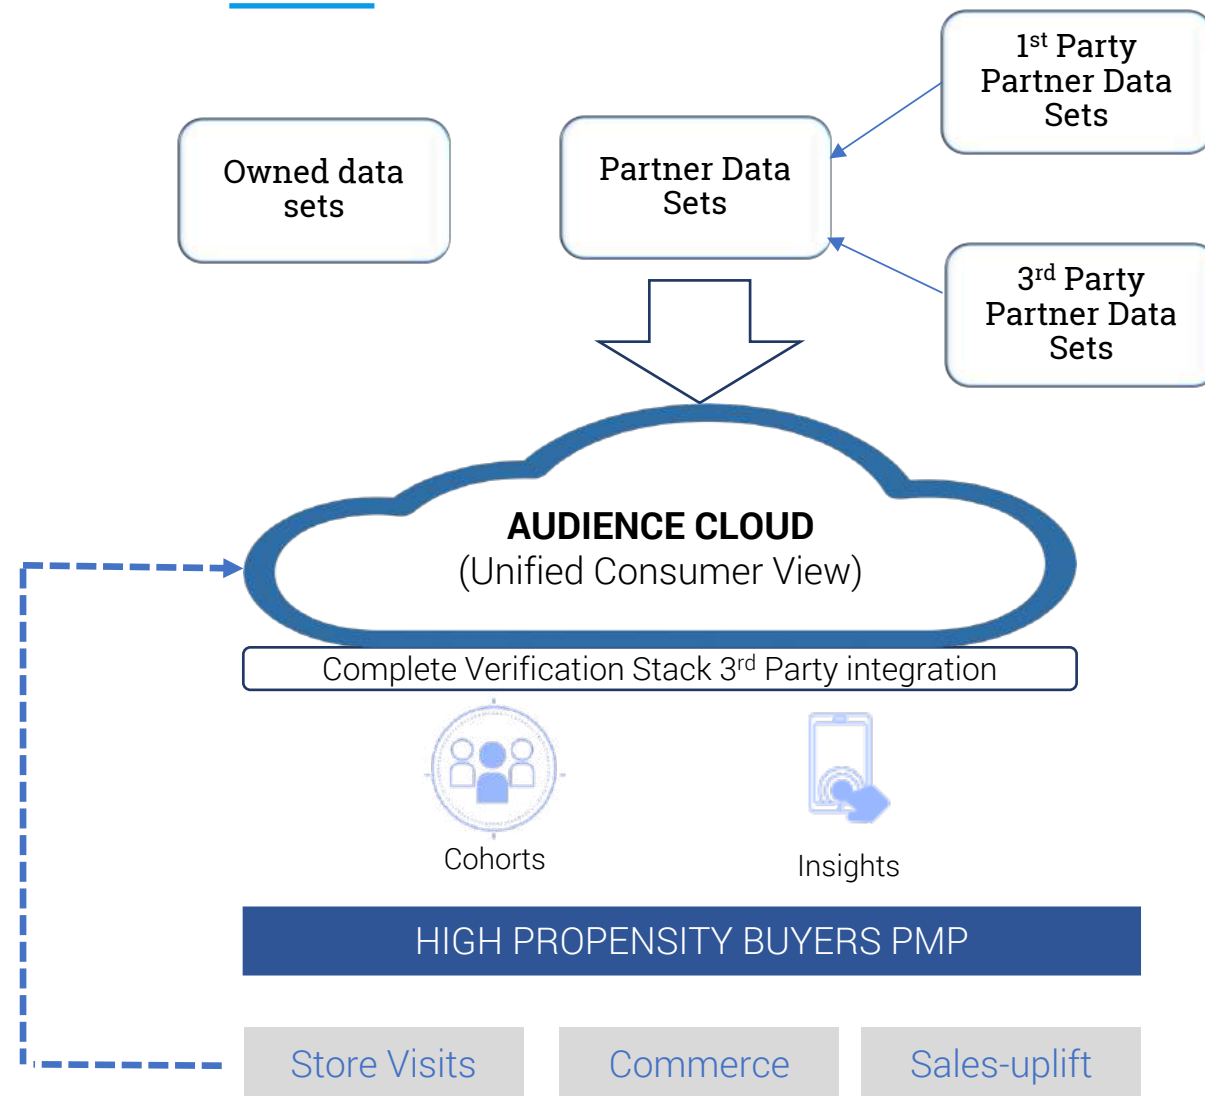 1st Party
Partner Data
Sets
Owned data
sets
Partner Data
Sets
3rd Party
Partner Data
Sets
AUDIENCE CLOUD
(Unified Consumer View)
Complete Verification Stack 3rd Party integration
Cohorts
Insights
HIGH PROPENSITY BUYERS PMP
Store Visits
Commerce
Sales-uplift